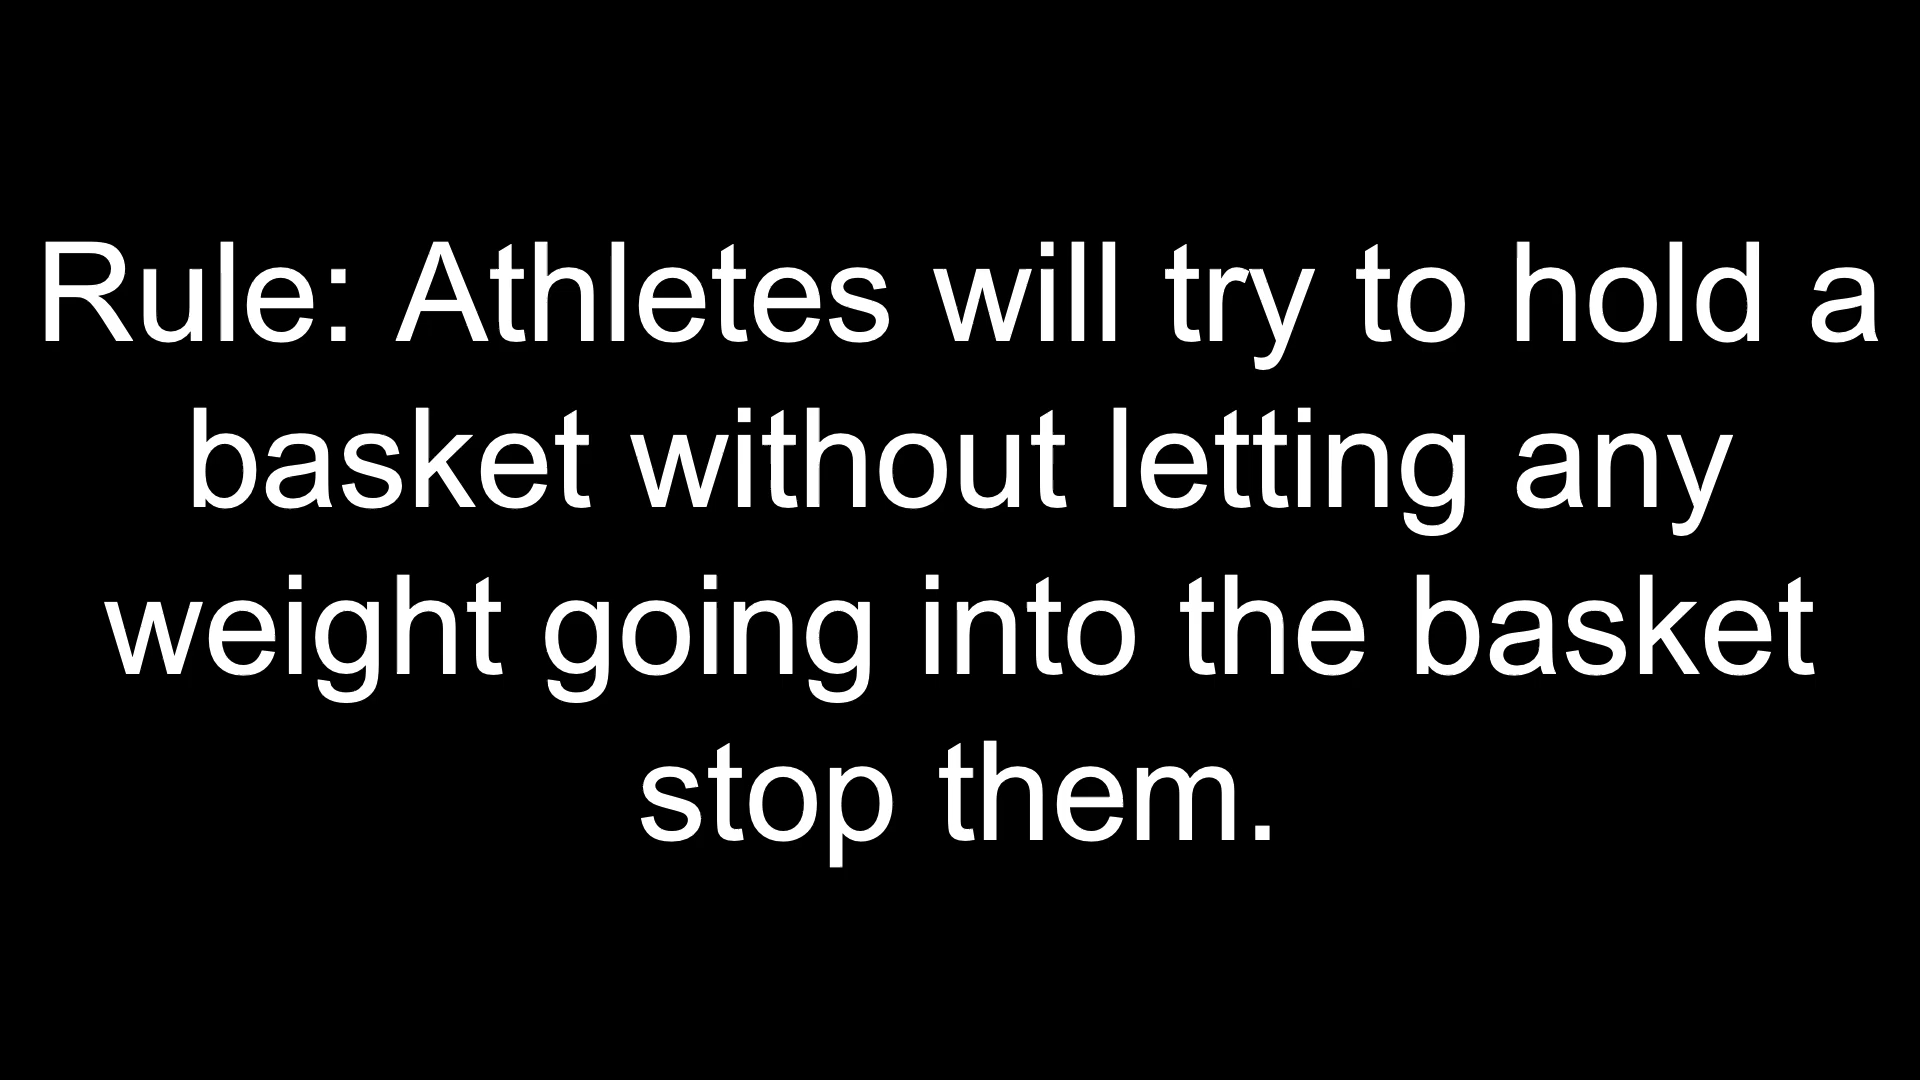 Rule: Athletes will try to hold a
basket without letting any
weight going into the basket
stop them.